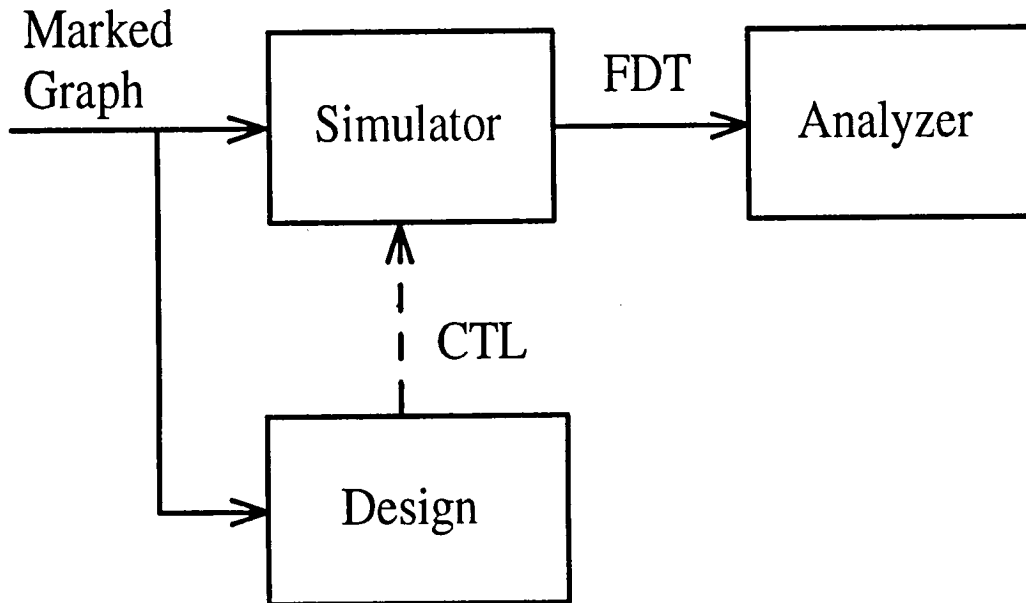 Marked
Graph
Simulator
FDT
Analyzer
CTL
Design